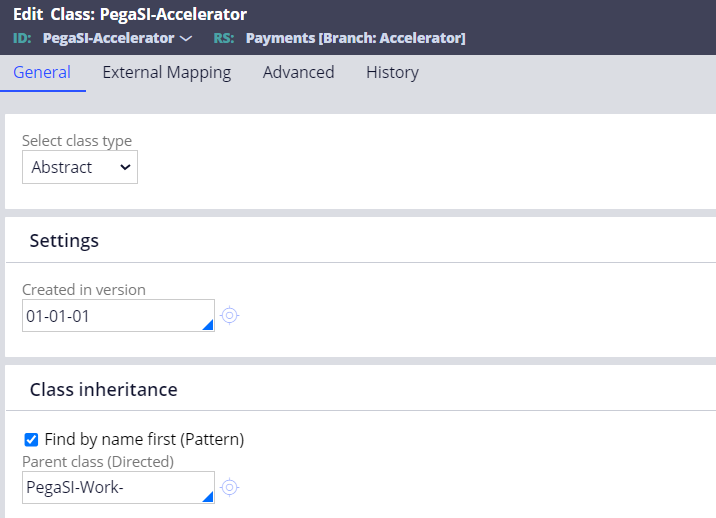 Edit Class: PegaSI-Accelerator
ID: PegaSI-Accelerator RS: Payments [Branch: Accelerator]
General External Mapping Advanced History
Select class type
Abstract
Settings
Created in version
01-01-01
Class inheritance
Find by name first (Pattern)
Parent class (Directed)
PegaSI-Work-